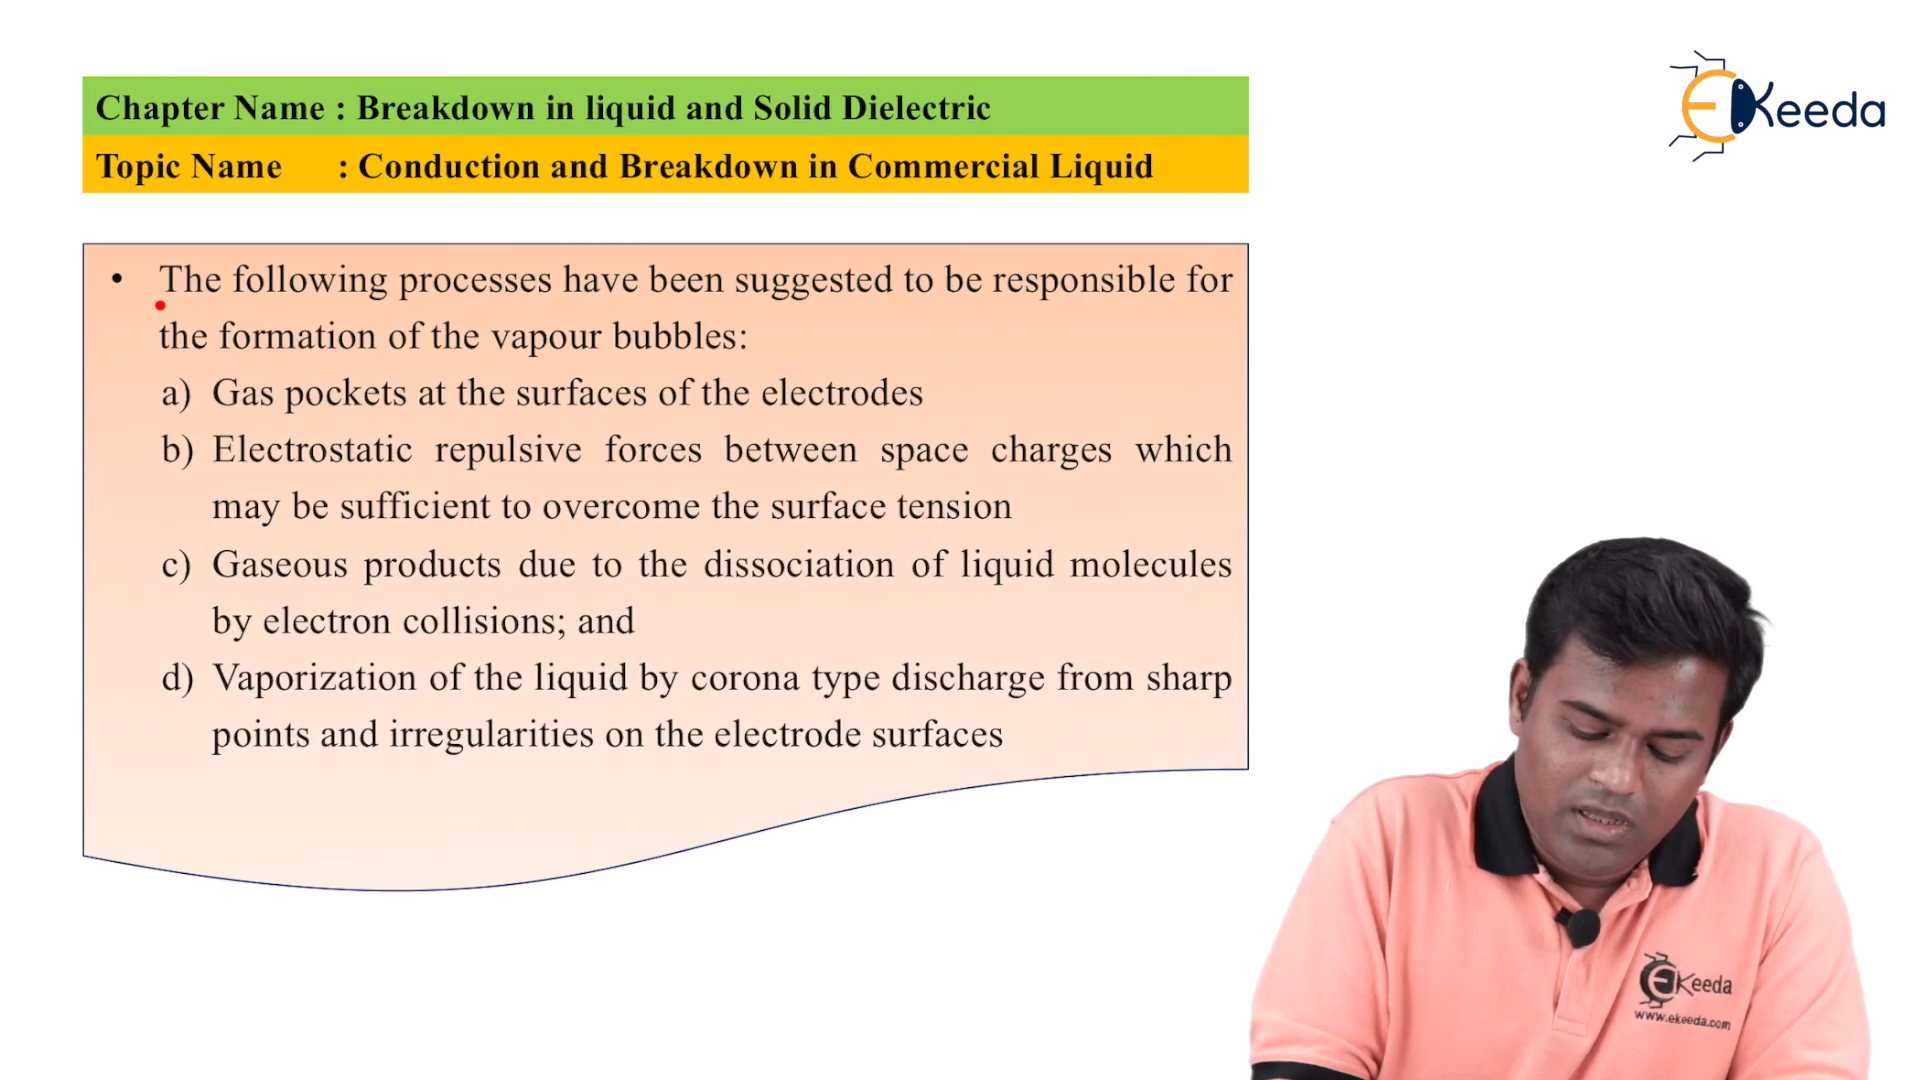 Chapter Name : Breakdown in liquid and Solid Dielectric
Topic Name : Conduction and Breakdown in Commercial Liquid
EKeeda
• The following processes have been suggested to be responsible for
the formation of the vapour bubbles:
a) Gas pockets at the surfaces of the electrodes
b) Electrostatic repulsive forces between space charges which
may be sufficient to overcome the surface tension
c) Gaseous products due to the dissociation of liquid molecules
by electron collisions; and
d) Vaporization of the liquid by corona type discharge from sharp
points and irregularities on the electrode surfaces
EKeeda
www.ekeeda.com